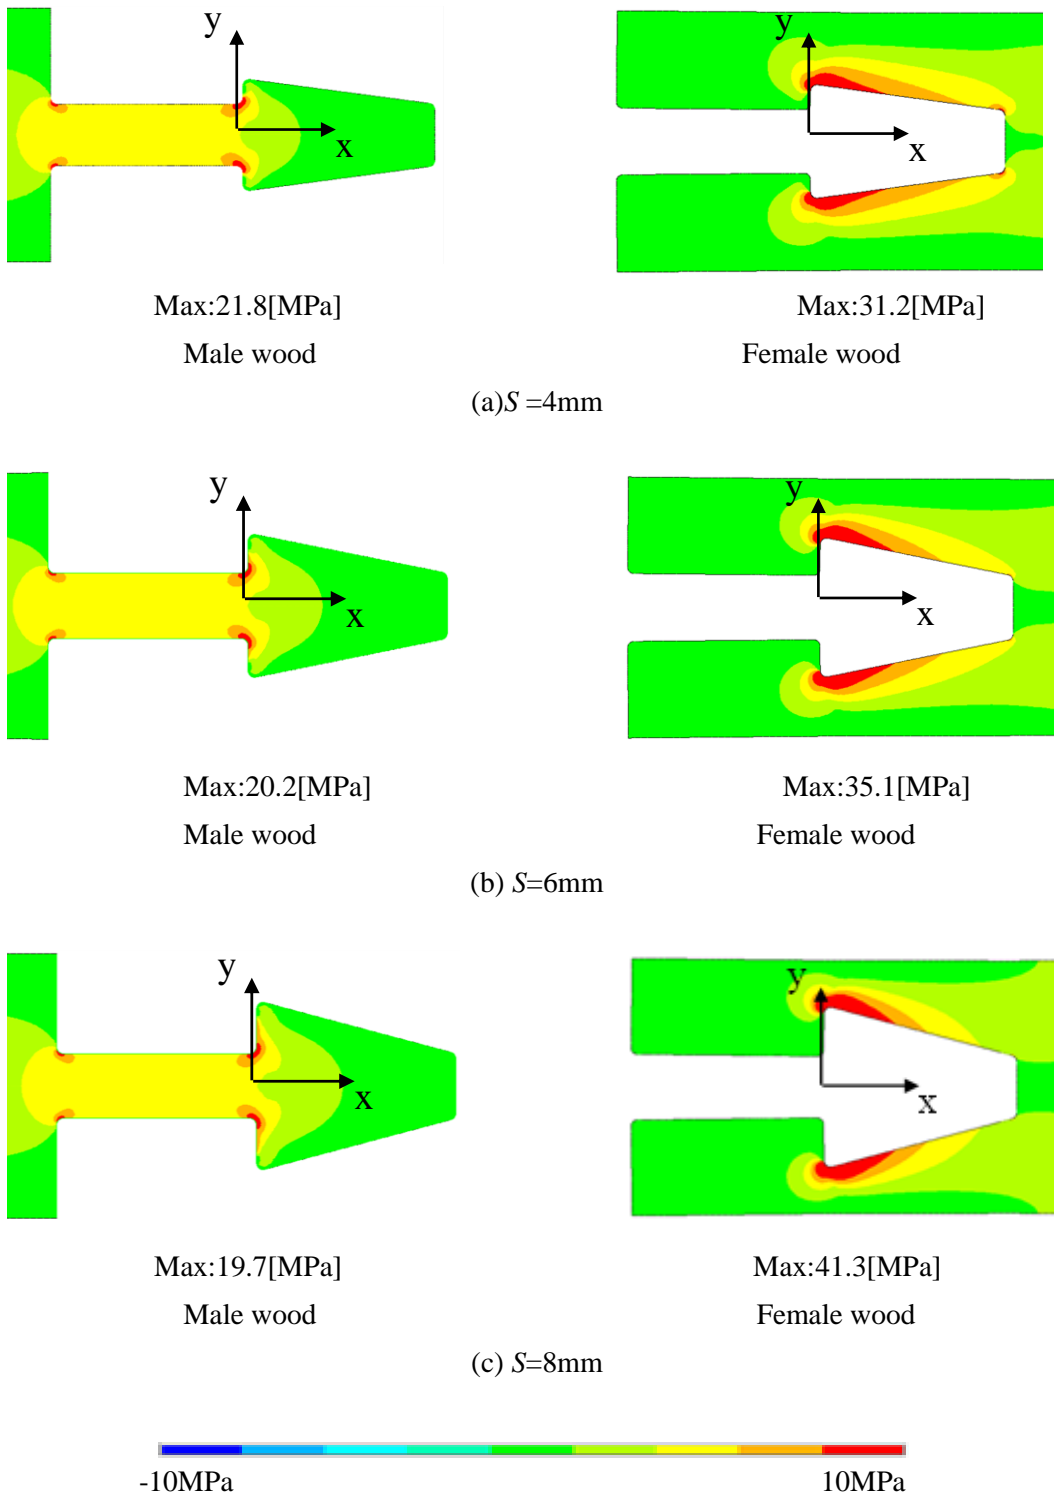 y
x
y
x
Max:21.8[MPa]
Max:31.2[MPa]
Male wood
Female wood
(a)S =4mm
y
x
y
x
Max:20.2[MPa]
Max:35.1[MPa]
Male wood
Female wood
(b) S=6mm
y
x
y
x
Max:19.7[MPa]
Max:41.3[MPa]
Male wood
Female wood
(c) S=8mm
-10MPa
10MPa